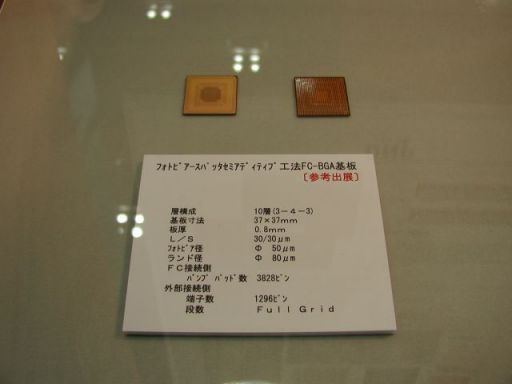 ﾌｫﾄﾋﾞｱｰｽﾊﾟｯﾀｾﾐｱﾃﾞｨﾃｨﾌﾞ工法FC-BGA基板
［参考出展］
層構成 10層(3－4－3)
基板寸法 37×37mm
板厚 0.8mm
Ｌ／Ｓ 30/30μm
ﾌｫﾄﾋﾞｱ径 Φ 50μm
ランド径 Φ 80μm
ＦＣ接続側
ﾊﾞﾝﾌﾟ ﾊﾟｯﾄﾞ数 3828ﾋﾟﾝ
外部接続側
端子数 1296ﾋﾟﾝ
段数 Ｆｕｌｌ Ｇｒｉｄ